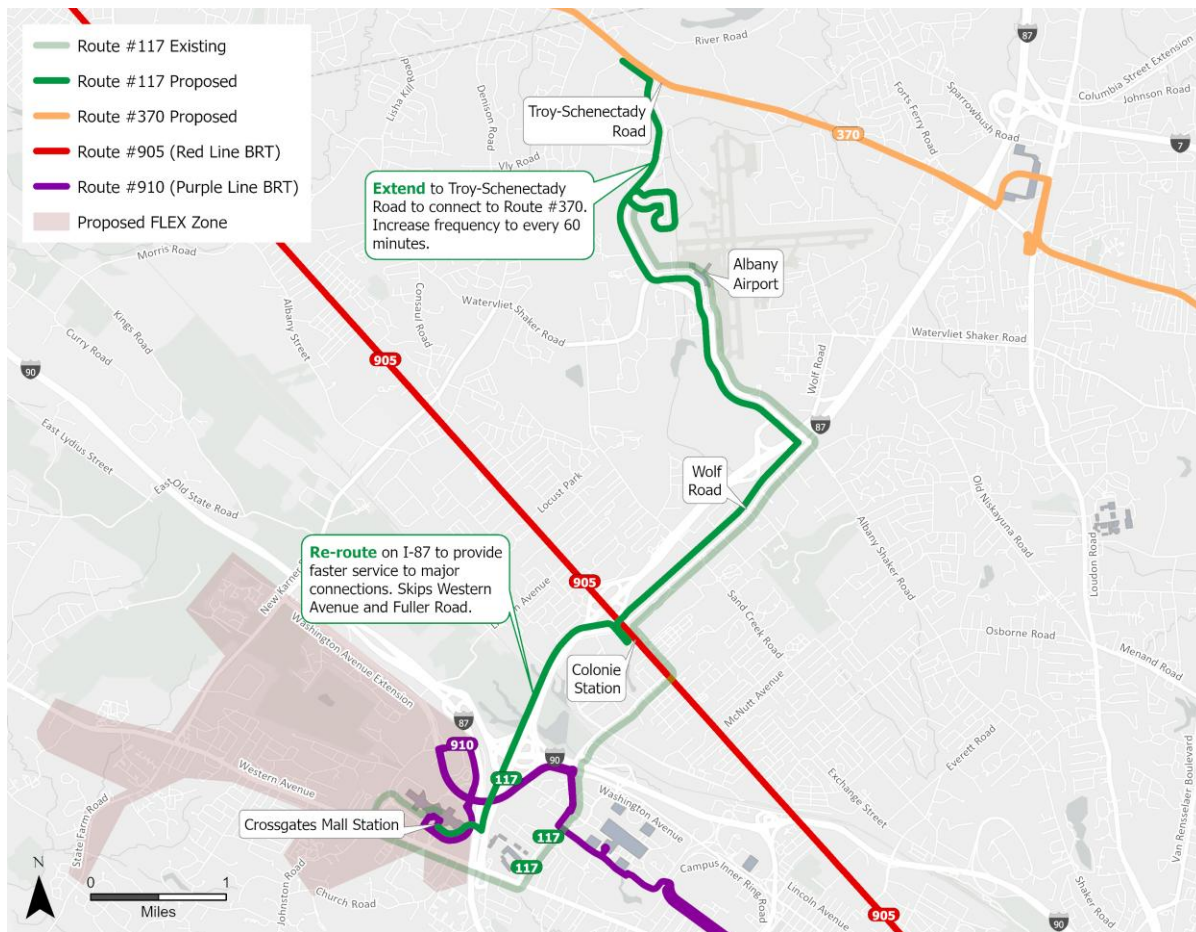 Route #117 Existing
Route #117 Proposed
Route #370 Proposed
Route #905 (Red Line BRT)
Route #910 (Purple Line BRT)
Proposed FLEX Zone
River Road
87
Columbia Street Extension
Johnson Road
Lisha Kill
Road
Denison Road
Troy-Schenectady
Road
Forts Ferry Road
Sparrowbush Road
7
370
Vly Road
Extend to Troy-Schenectady
Road to connect to Route #370.
Increase frequency to every 60
minutes.
Morris Road
Albany
Airport
Kings Road
Curry Road
Albany Street
Consaul Road
Watervliet Shaker Road
Watervliet Shaker Road
Wolf Road
90
905
87
East Lydius Street
East Old State Road
Locust Park
Wolf
Road
Old Niskayuna Road
Albany Shaker Road
Loudon Road
Re-route on I-87 to provide
faster service to major
connections. Skips Western
Avenue and Fuller Road.
905
New Karner
Avenue
Sand Creek Road
Osborne Road
Menand Road
Washington Avenue Extension
Colonie
Station
McNutt Avenue
Everett Road
87
910
90
117
Western Avenue
Washington Avenue
Exchange Street
Van Rensselaer Boulevard
State Farm Road
Crossgates Mall Station
117
117
Campus Inner Ring
Road
Lincoln Avenue
Johnston Road
Church Road
Shaker Road
905
90
N
0 1
Miles